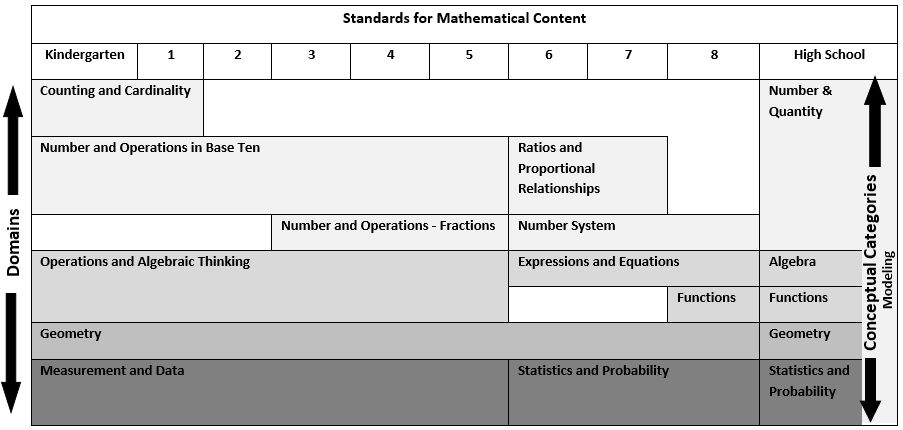 Standards for Mathematical Content
Kindergarten 1 2 3 4 5 6 7 8 High School
Counting and Cardinality
Number &
Quantity
Number and Operations in Base Ten
Ratios and
Proportional
Relationships
Number and Operations - Fractions
Number System
Operations and Algebraic Thinking
Expressions and Equations
Algebra
Functions
Functions
Geometry
Geometry
Measurement and Data
Statistics and Probability
Statistics and
Probability
Domains
Conceptual Categories
Modeling